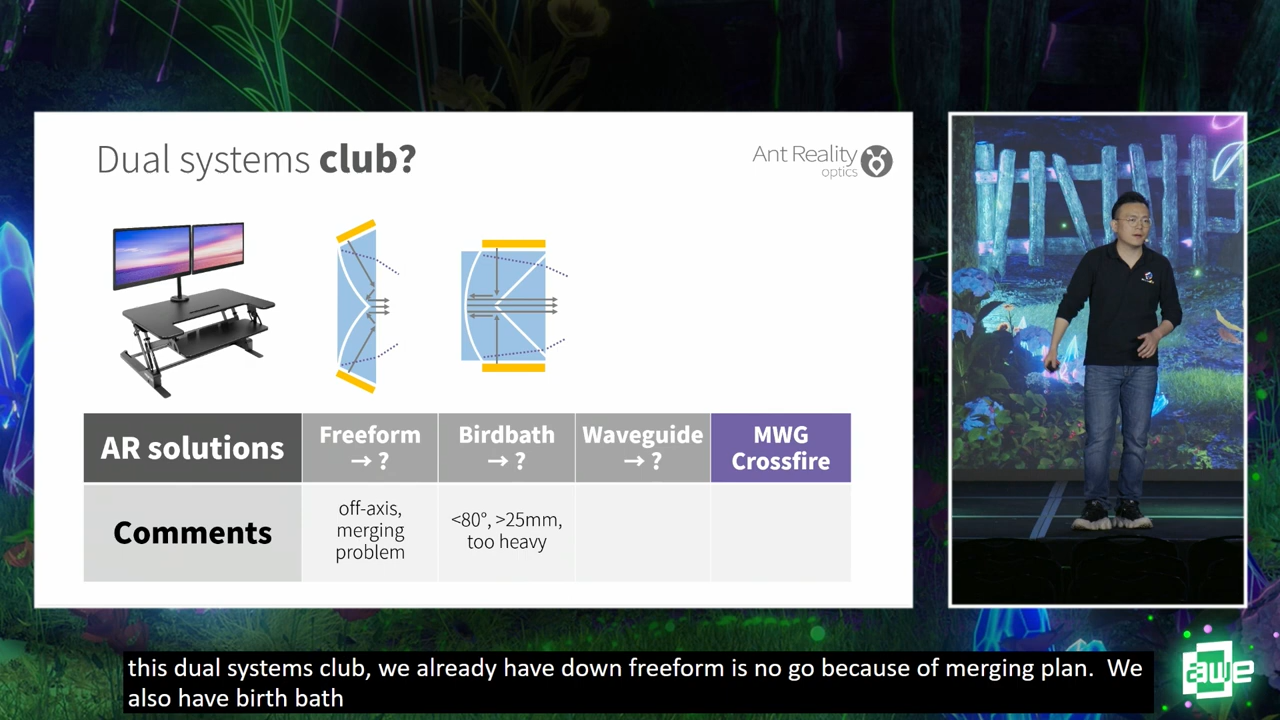 Dual systems club?
Ant Reality
optics
AR solutions
Freeform
→ ?
Birdbath
→ ?
Waveguide
→ ?
MWG
Crossfire
Comments
off-axis,
merging
problem
<80°, >25mm,
too heavy
this dual systems club, we already have down freeform is no go because of merging plan.  We
also have birth bath
awe